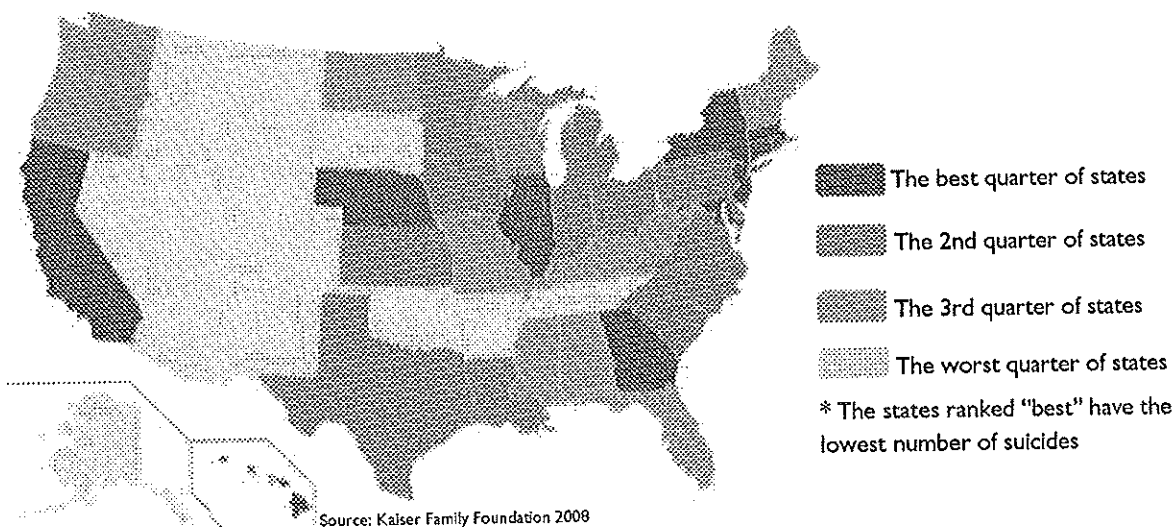 The best quarter of states
The 2nd quarter of states
The 3rd quarter of states
The worst quarter of states
* The states ranked "best" have the
lowest number of suicides
Source: Kaiser Family Foundation 2008